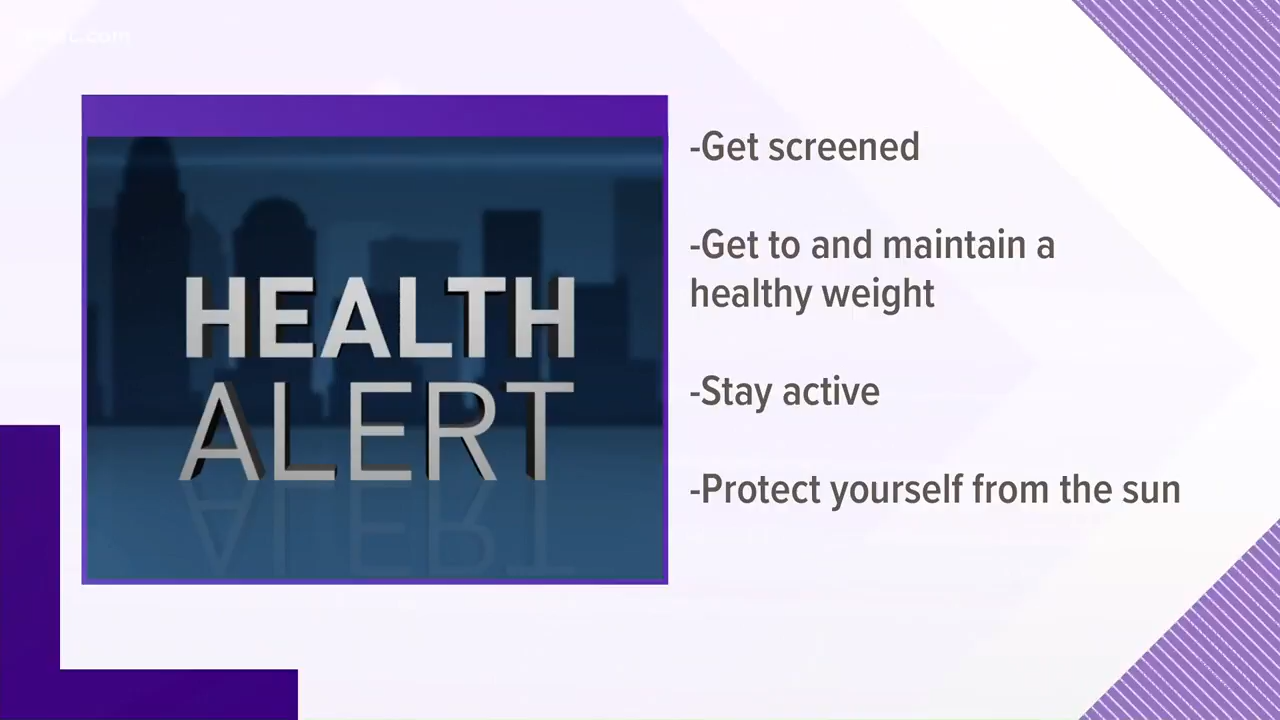 HEALTH
ALERT
-Get screened
-Get to and maintain a
healthy weight
-Stay active
-Protect yourself from the sun